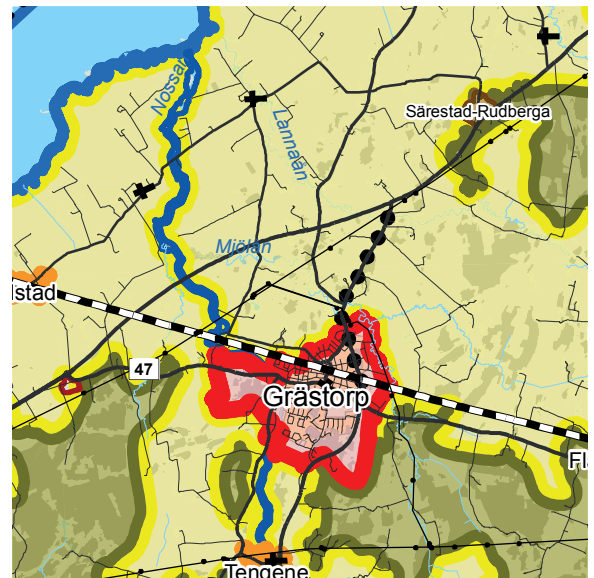 Nossan
Lannaån
Särestad-Rudberga
Mjölan
lstad
47
Grästorp
Fl
Tengene